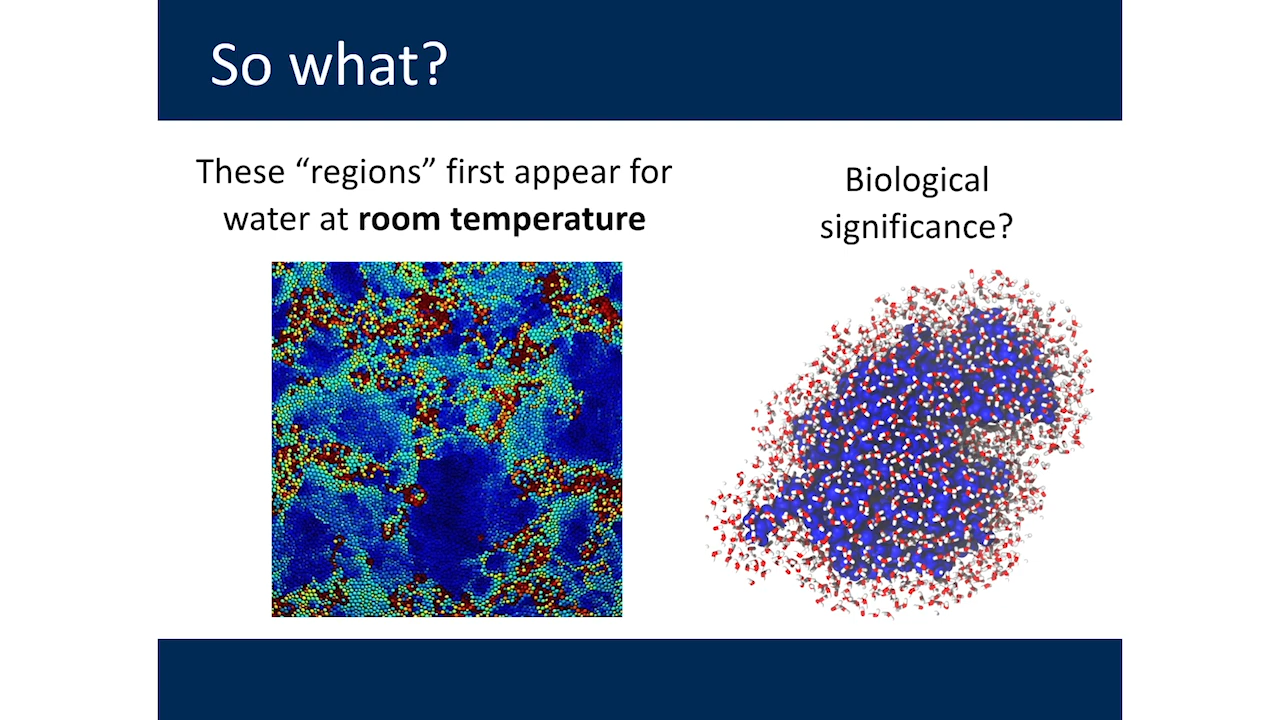 So what?
These “regions” first appear for
water at room temperature
Biological
significance?